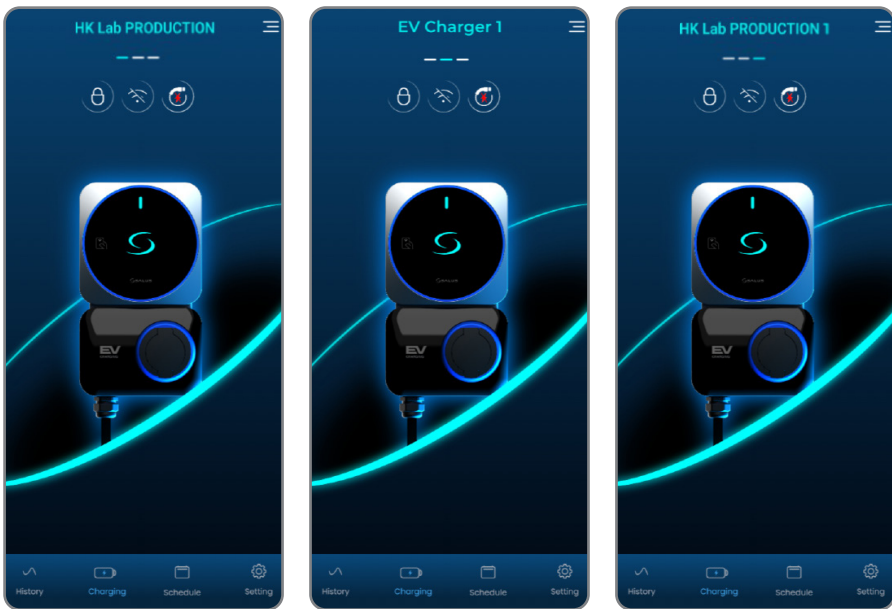 HK Lab PRODUCTION
EV
History Charging Schedule Setting
EV Charger 1
EV
History Charging Schedule Setting
HK Lab PRODUCTION 1
EV
History Charging Schedule Setting